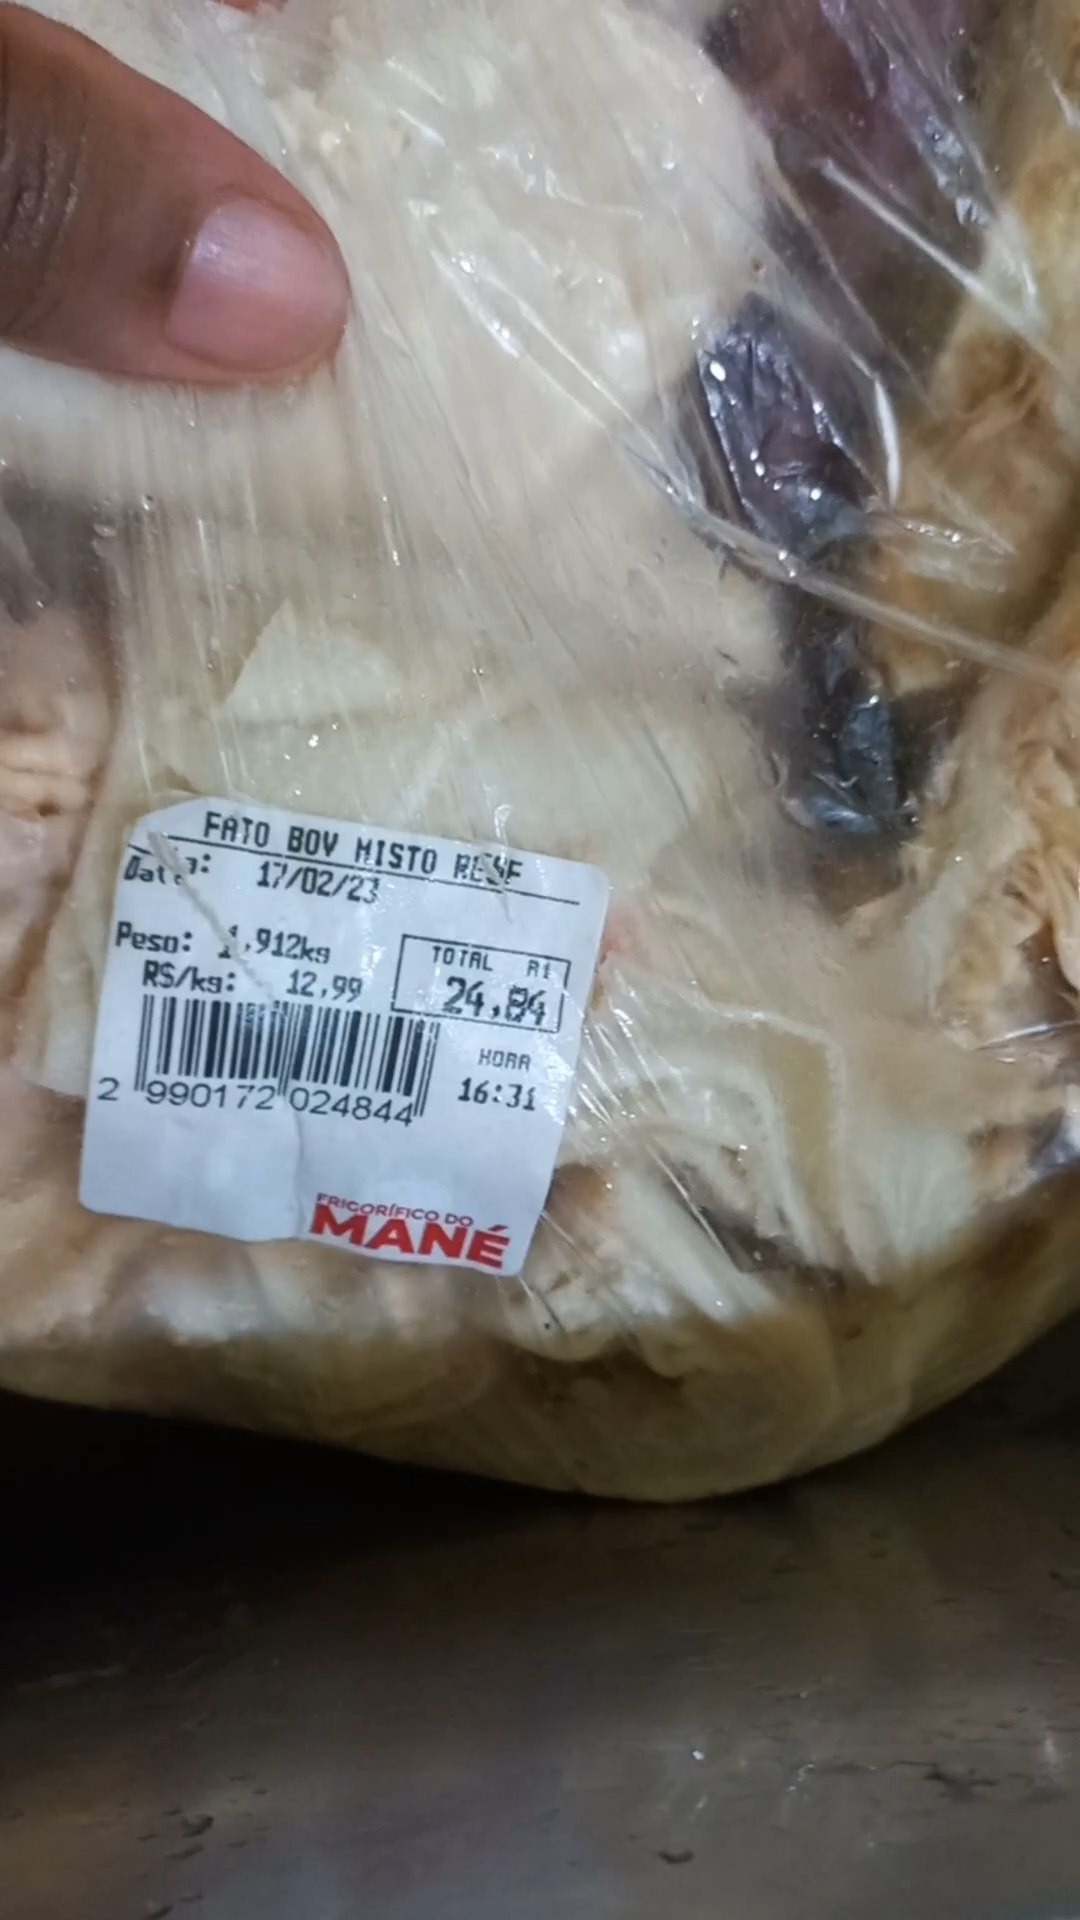 FATO BOV MISTO RESF
Data: 17/02/23
Peso: 1,912kg
R$/kg: 12,99
TOTAL R$
24,84
HORA
16:31
2 990172 024844
FRIGORÍFICO DO
MANÉ